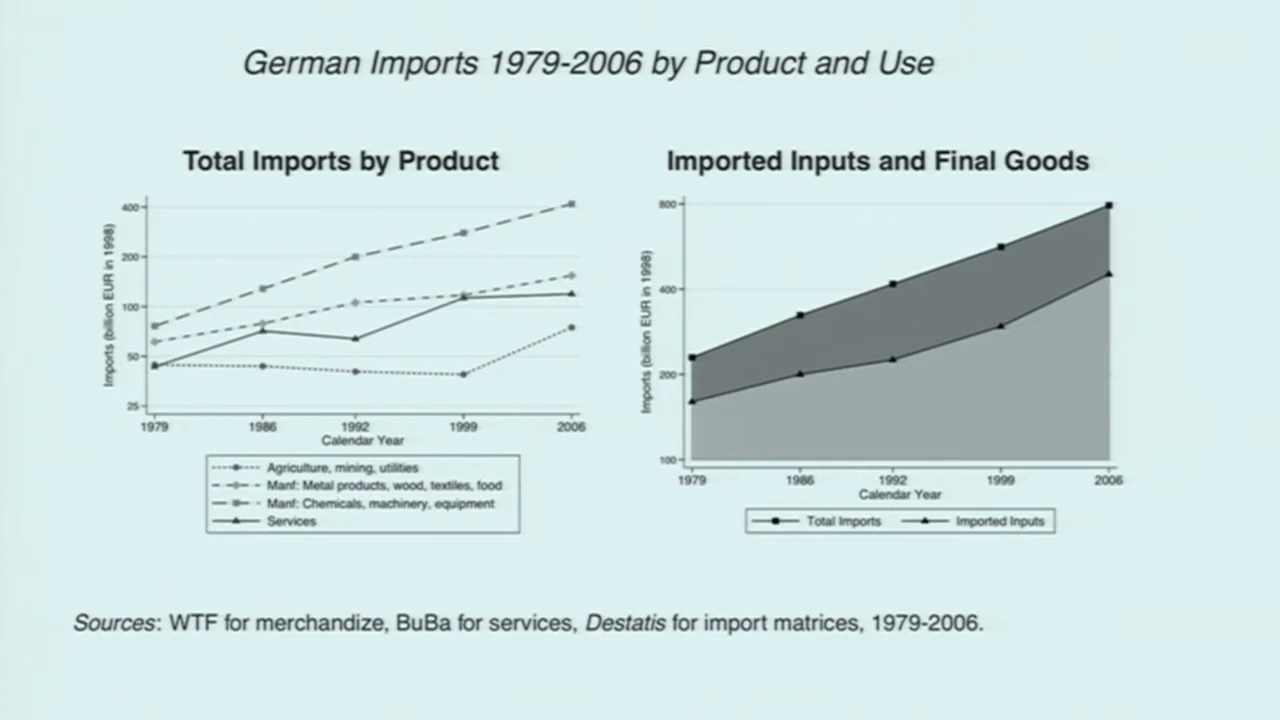 German Imports 1979-2006 by Product and Use
Total Imports by Product
Imports (billion EUR in 1998)
400
200
100
50
25
1979 1986 1992 1999 2006
Calendar Year
Agriculture, mining, utilities
Manf: Metal products, wood, textiles, food
Manf: Chemicals, machinery, equipment
Services
Imported Inputs and Final Goods
Imports (billion EUR in 1998)
800
400
200
100
1979 1986 1992 1999 2006
Calendar Year
Total Imports Imported Inputs
Sources: WTF for merchandize, BuBa for services, Destatis for import matrices, 1979-2006.